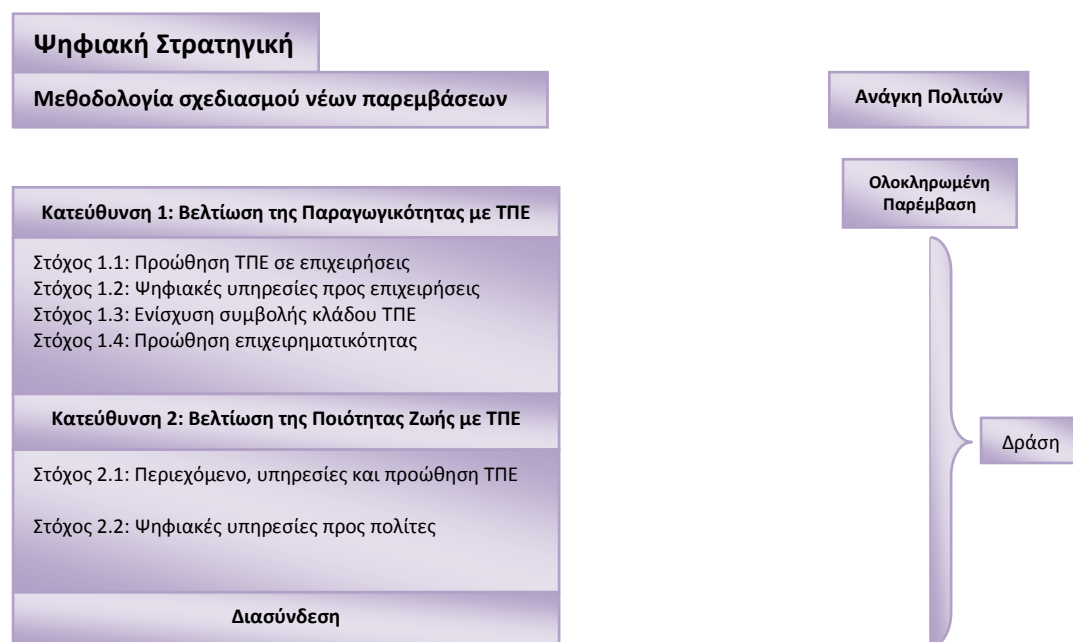 Ψηφιακή Στρατηγική
Μεθοδολογία σχεδιασμού νέων παρεμβάσεων
Ανάγκη Πολιτών
Ολοκληρωμένη
Παρέμβαση
Κατεύθυνση 1: Βελτίωση της Παραγωγικότητας με ΤΠΕ
Στόχος 1.1: Προώθηση ΤΠΕ σε επιχειρήσεις
Στόχος 1.2: Ψηφιακές υπηρεσίες προς επιχειρήσεις
Στόχος 1.3: Ενίσχυση συμβολής κλάδου ΤΠΕ
Στόχος 1.4: Προώθηση επιχειρηματικότητας
Κατεύθυνση 2: Βελτίωση της Ποιότητας Ζωής με ΤΠΕ
Στόχος 2.1: Περιεχόμενο, υπηρεσίες και προώθηση ΤΠΕ
Στόχος 2.2: Ψηφιακές υπηρεσίες προς πολίτες
Διασύνδεση
Δράση